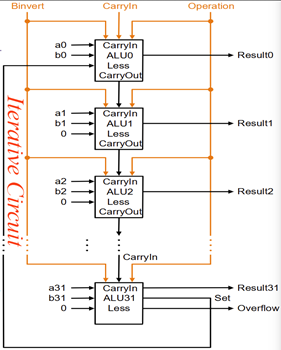 Binvert CarryIn Operation
a0 CarryIn
b0 ALU0 Result0
Less
CarryOut
a1 CarryIn
b1 ALU1 Result1
0 Less
CarryOut
a2 CarryIn
b2 ALU2 Result2
0 Less
CarryOut
CarryIn
a31 CarryIn Result31
b31 ALU31 Set
0 Less Overflow
Iterative Circuit